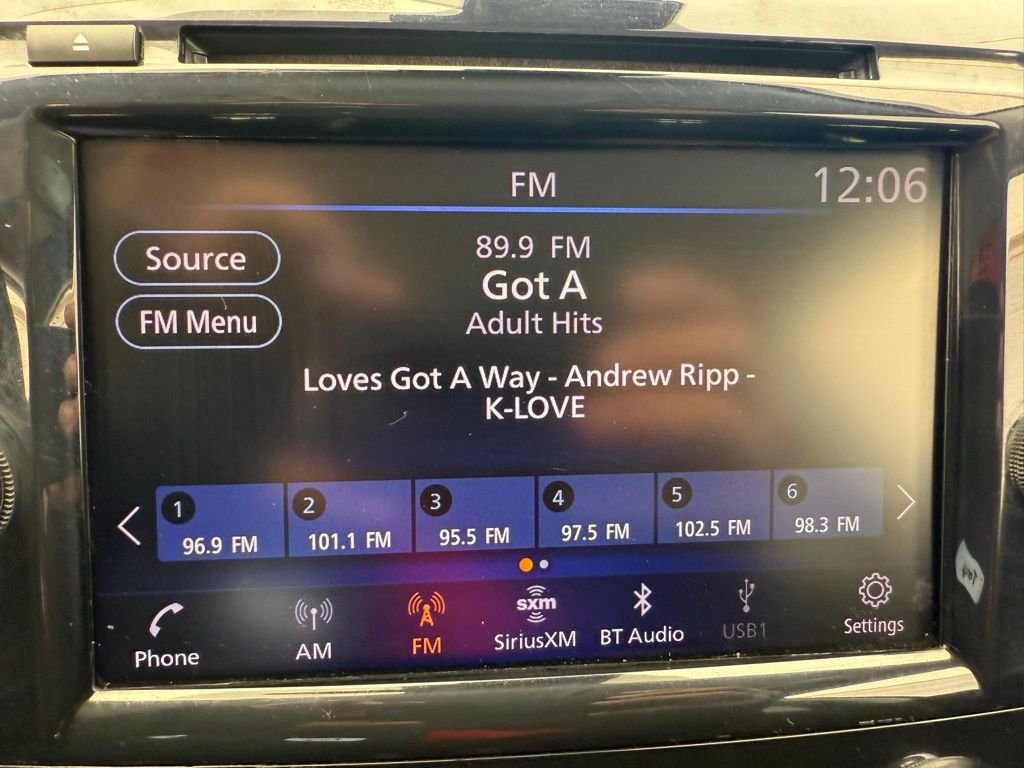 FM
12:06
Source
89.9 FM
Got A
FM Menu
Adult Hits
Loves Got A Way - Andrew Ripp -
K-LOVE
1
96.9 FM
2
101.1 FM
3
95.5 FM
4
97.5 FM
5
102.5 FM
6
98.3 FM
Phone
AM
FM
sxm
SiriusXM
BT Audio
USB1
Settings